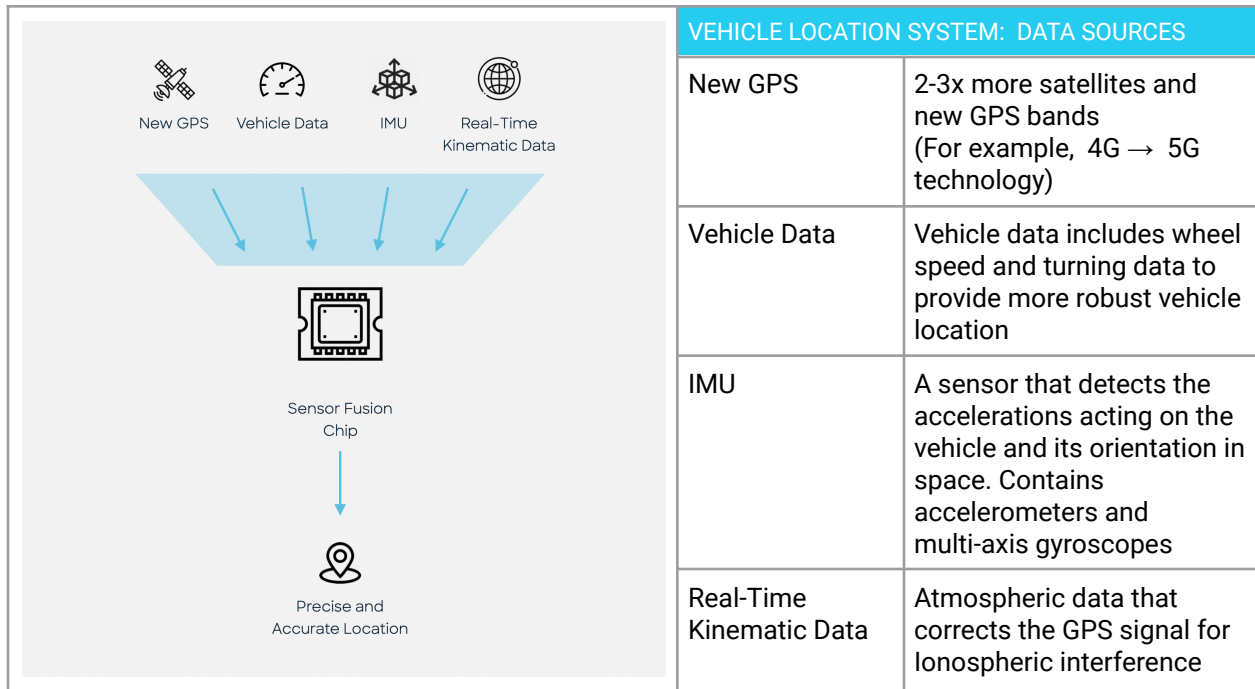 New GPS
Vehicle Data
IMU
Real-Time
Kinematic Data
Sensor Fusion
Chip
Precise and
Accurate Location
VEHICLE LOCATION SYSTEM: DATA SOURCES
New GPS
2-3x more satellites and
new GPS bands
(For example, 4G → 5G
technology)
Vehicle Data
Vehicle data includes wheel
speed and turning data to
provide more robust vehicle
location
IMU
A sensor that detects the
accelerations acting on the
vehicle and its orientation in
space. Contains
accelerometers and
multi-axis gyroscopes
Real-Time
Kinematic Data
Atmospheric data that
corrects the GPS signal for
Ionospheric interference